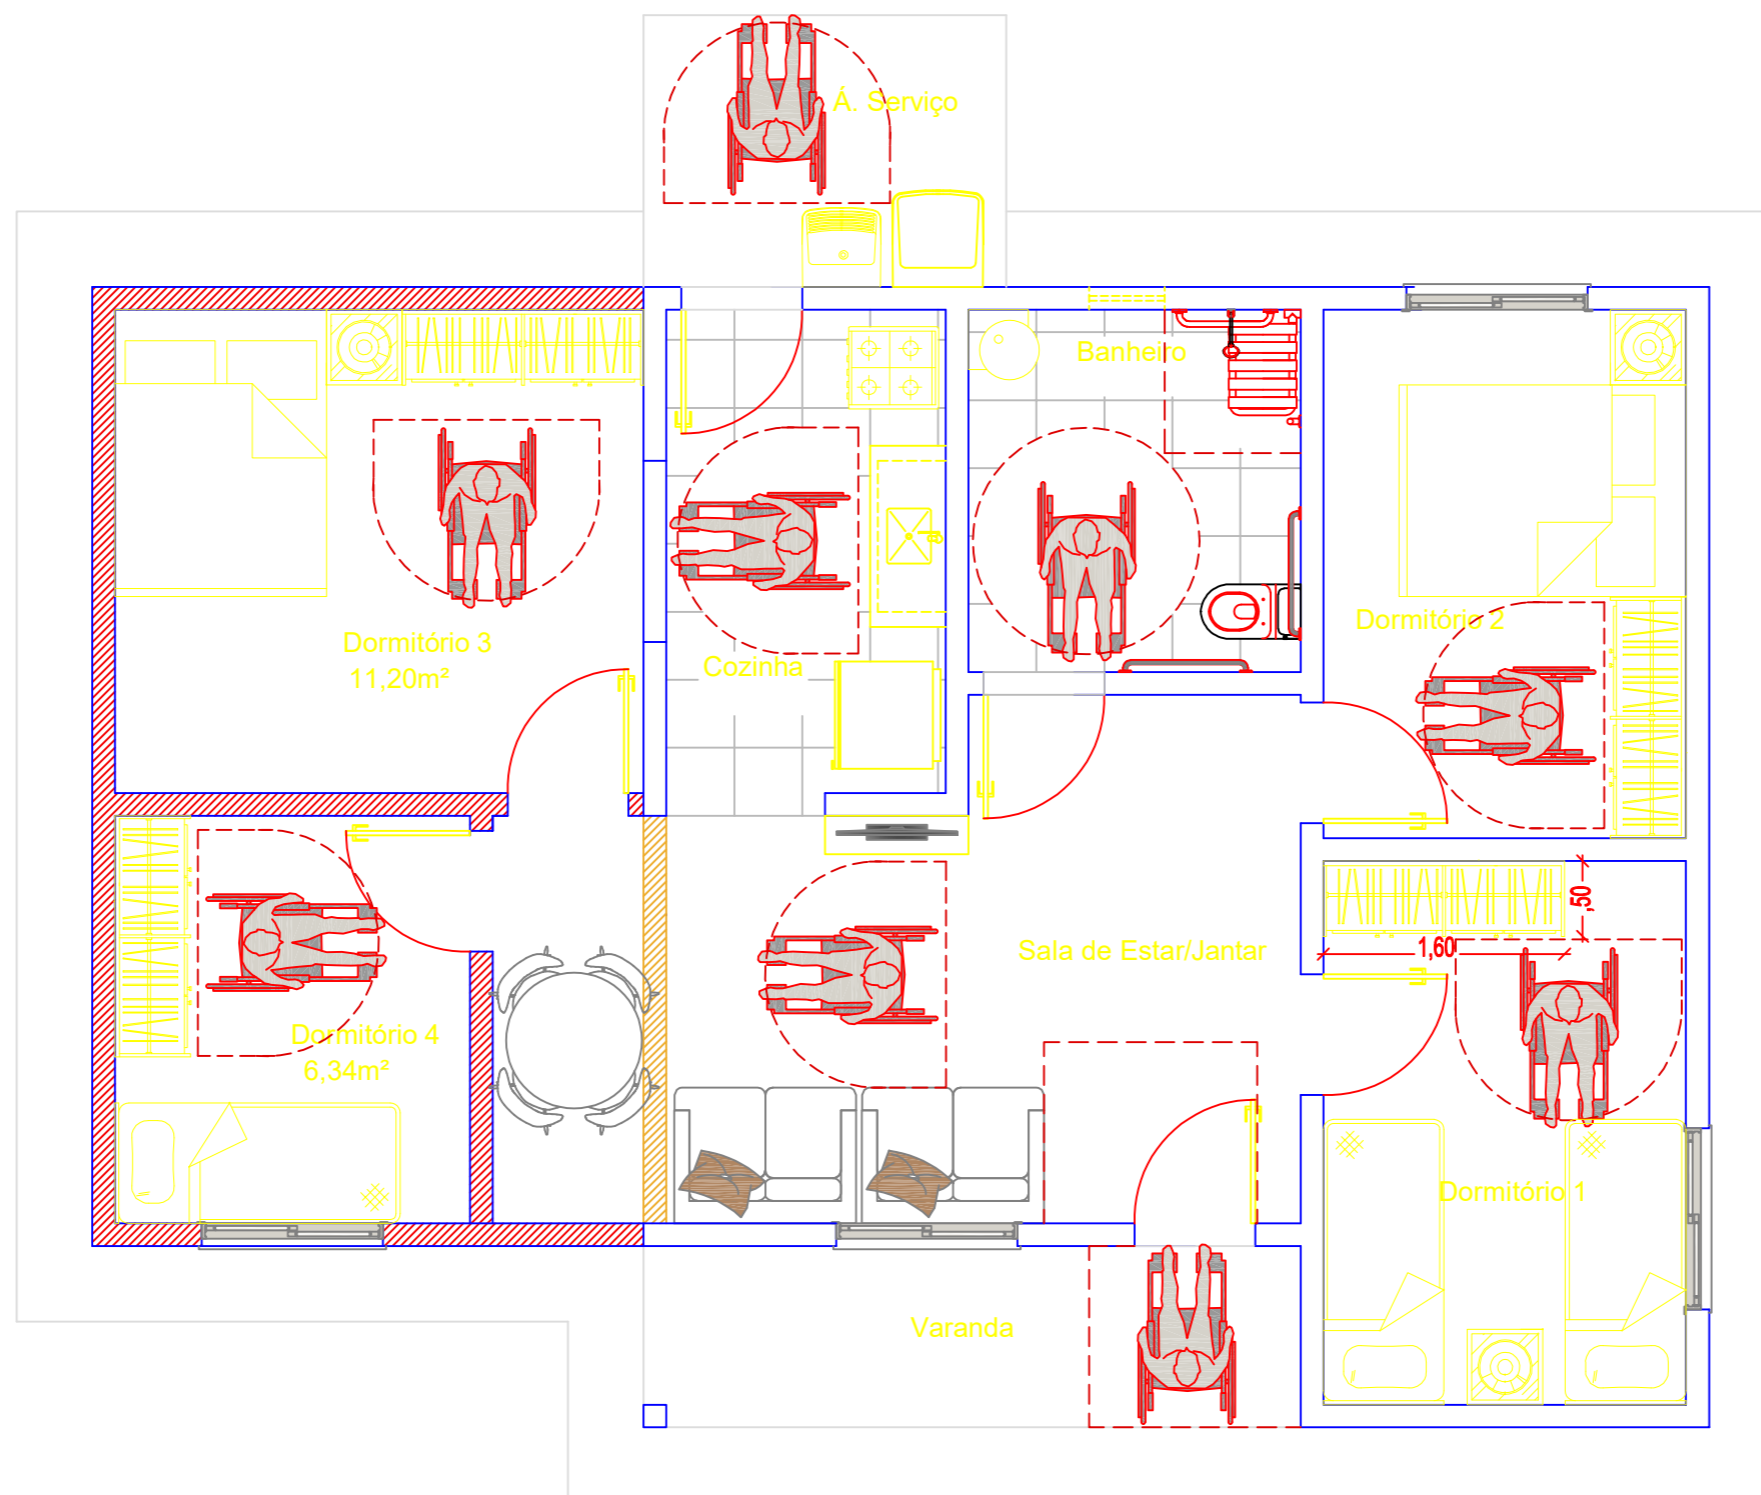 Á. Serviço
Banheiro
Dormitório 2
Dormitório 3
11,20m²
Cozinha
,50
1,60
Sala de Estar/Jantar
Dormitório 4
6,34m²
Dormitório 1
Varanda